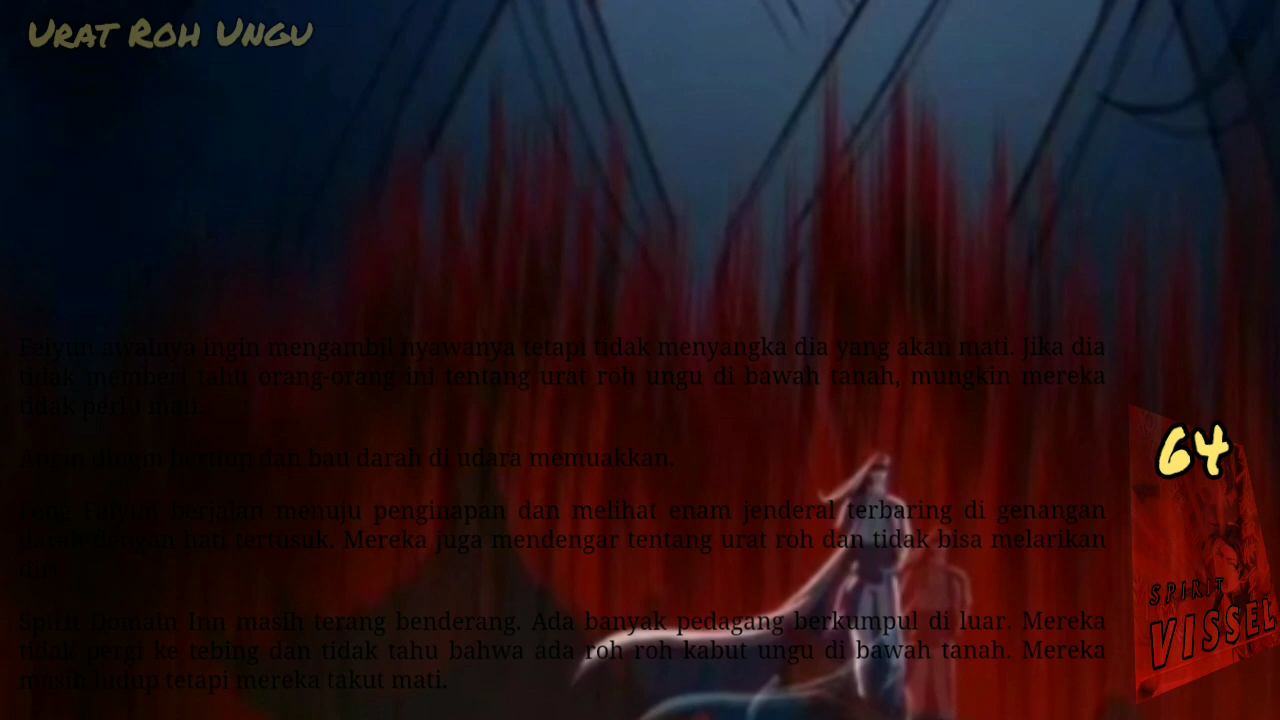 Urat Roh Ungu
Feiyun awalnya ingin mengambil nyawanya tetapi tidak menyangka dia yang akan mati. Jika dia
tidak memberi tahu orang-orang ini tentang urat roh ungu di bawah tanah, mungkin mereka
tidak perlu mati.
Angin dingin bertiup dan bau darah di udara memuakkan.
Feng Feiyun berjalan menuju penginapan dan melihat enam jenderal terbaring di genangan
darah dengan hati tertusuk. Mereka juga mendengar tentang urat roh dan tidak bisa melarikan
diri.
Spirit Domain Inn masih terang benderang. Ada banyak pedagang berkumpul di luar. Mereka
tidak pergi ke tebing dan tidak tahu bahwa ada roh roh kabut ungu di bawah tanah. Mereka
masih hidup tetapi mereka takut mati.
64
SPIRIT
VISSEL